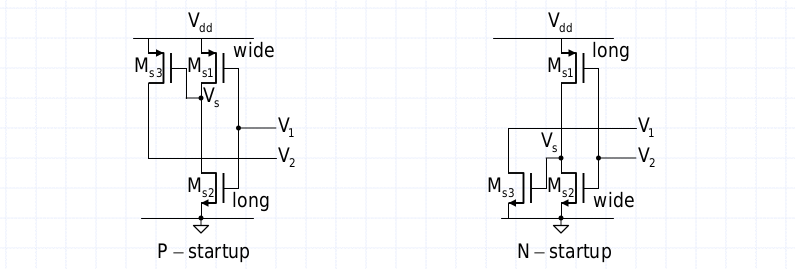 Vdd
wide
Ms3
Ms1
Vs
V1
V2
Ms2
long
P – startup
Vdd
long
Ms1
V1
Vs
V2
Ms3
Ms2
wide
N – startup